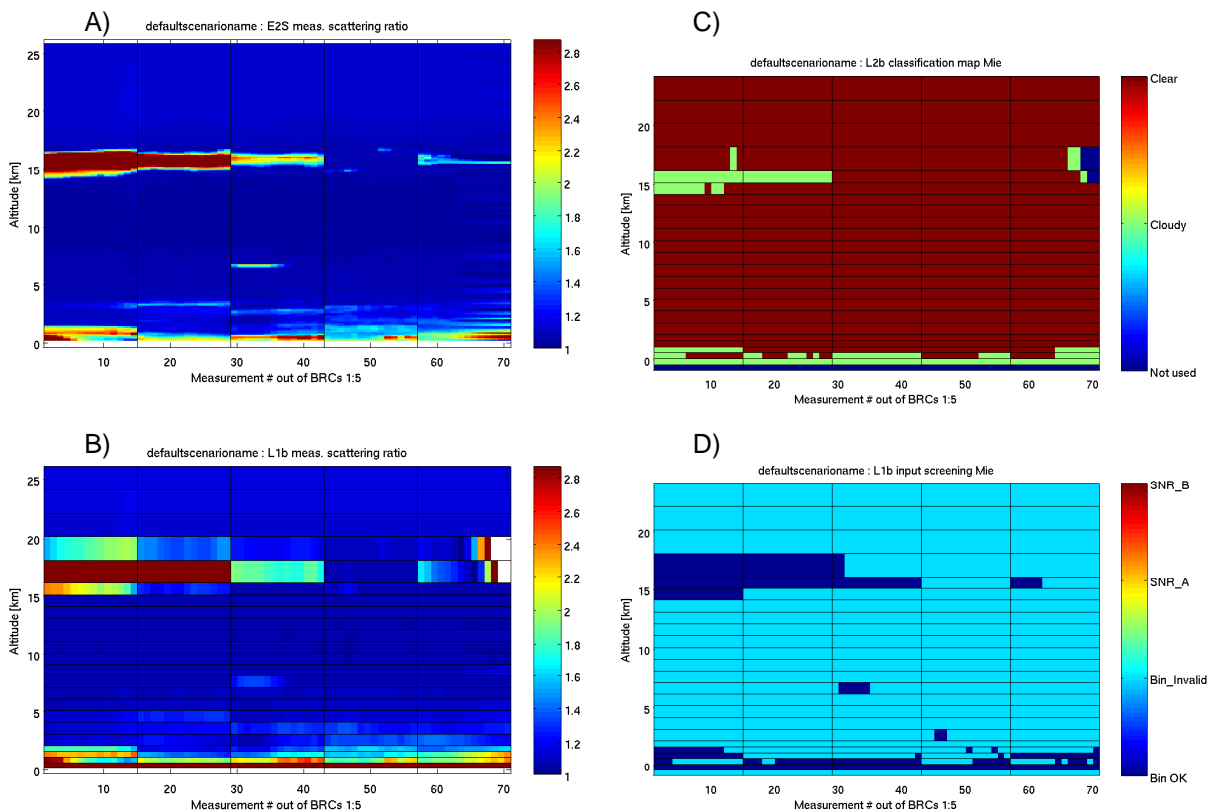 A)
defaultscenarioname : E2S meas. scattering ratio
Altitude [km]
25
20
15
10
5
0
10 20 30 40 50 60 70
Measurement # out of BRCs 1:5
2.8
2.6
2.4
2.2
2
1.8
1.6
1.4
1.2
1
C)
defaultscenarioname : L2b classification map Mie
Altitude [km]
20
15
10
5
0
10 20 30 40 50 60 70
Measurement # out of BRCs 1:5
Clear
Cloudy
Not used
B)
defaultscenarioname : L1b meas. scattering ratio
Altitude [km]
25
20
15
10
5
0
10 20 30 40 50 60 70
Measurement # out of BRCs 1:5
2.8
2.6
2.4
2.2
2
1.8
1.6
1.4
1.2
1
D)
defaultscenarioname : L1b input screening Mie
Altitude [km]
20
15
10
5
0
10 20 30 40 50 60 70
Measurement # out of BRCs 1:5
SNR_B
SNR_A
Bin_Invalid
Bin OK